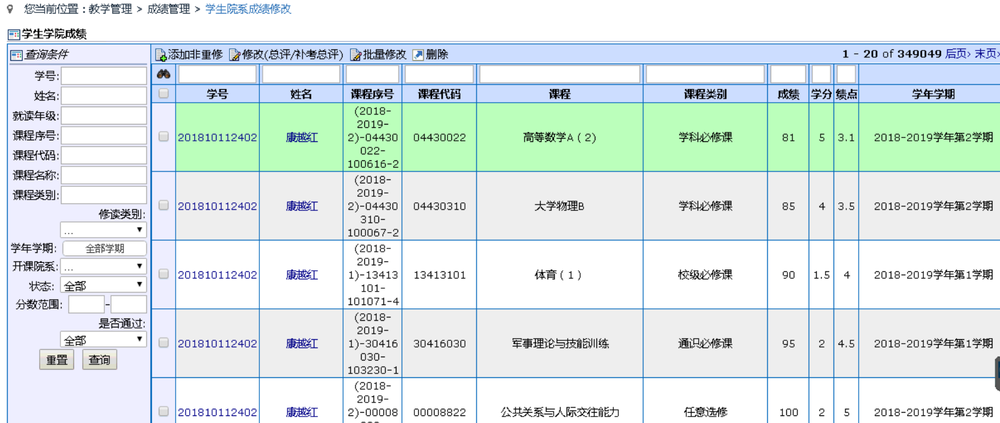 您当前位置：教学管理 > 成绩管理 > 学生院系成绩修改
学生学院成绩
查询条件
学号:
姓名:
就读年级:
课程序号:
课程代码:
课程名称:
课程类别:
修读类别:
...
学年学期: 全部学期
开课院系: ...
状态: 全部
分数范围: -
是否通过:
全部
重置 查询
添加非重修 修改(总评/补考总评) 批量修改 删除 1 - 20 of 349049 后页› 末页»
学号 姓名 课程序号 课程代码 课程 课程类别 成绩 学分 绩点 学年学期
201810112402 康越红 (2018-2019-2)-04430022-100616-2 04430022 高等数学A（2） 学科必修课 81 5 3.1 2018-2019学年第2学期
201810112402 康越红 (2018-2019-2)-04430310-100067-2 04430310 大学物理B 学科必修课 85 4 3.5 2018-2019学年第2学期
201810112402 康越红 (2018-2019-1)-13413101-101071-4 13413101 体育（1） 校级必修课 90 1.5 4 2018-2019学年第1学期
201810112402 康越红 (2018-2019-1)-30416030-103230-1 30416030 军事理论与技能训练 通识必修课 95 2 4.5 2018-2019学年第1学期
201810112402 康越红 (2018-2019-2)-00008 00008822 公共关系与人际交往能力 任意选修 100 2 5 2018-2019学年第2学期